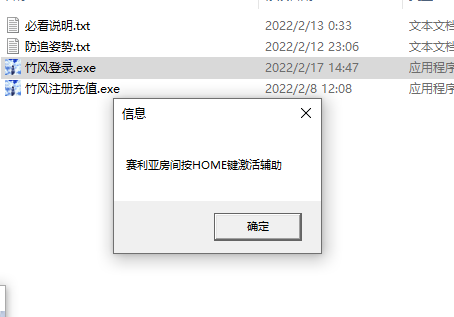 必看说明.txt 2022/2/13 0:33 文本文档
防追姿势.txt 2022/2/12 23:06 文本文档
竹风登录.exe 2022/2/17 14:47 应用程序
竹风注册充值.exe 2022/2/8 12:08 应用程序
信息
赛利亚房间按HOME键激活辅助
确定